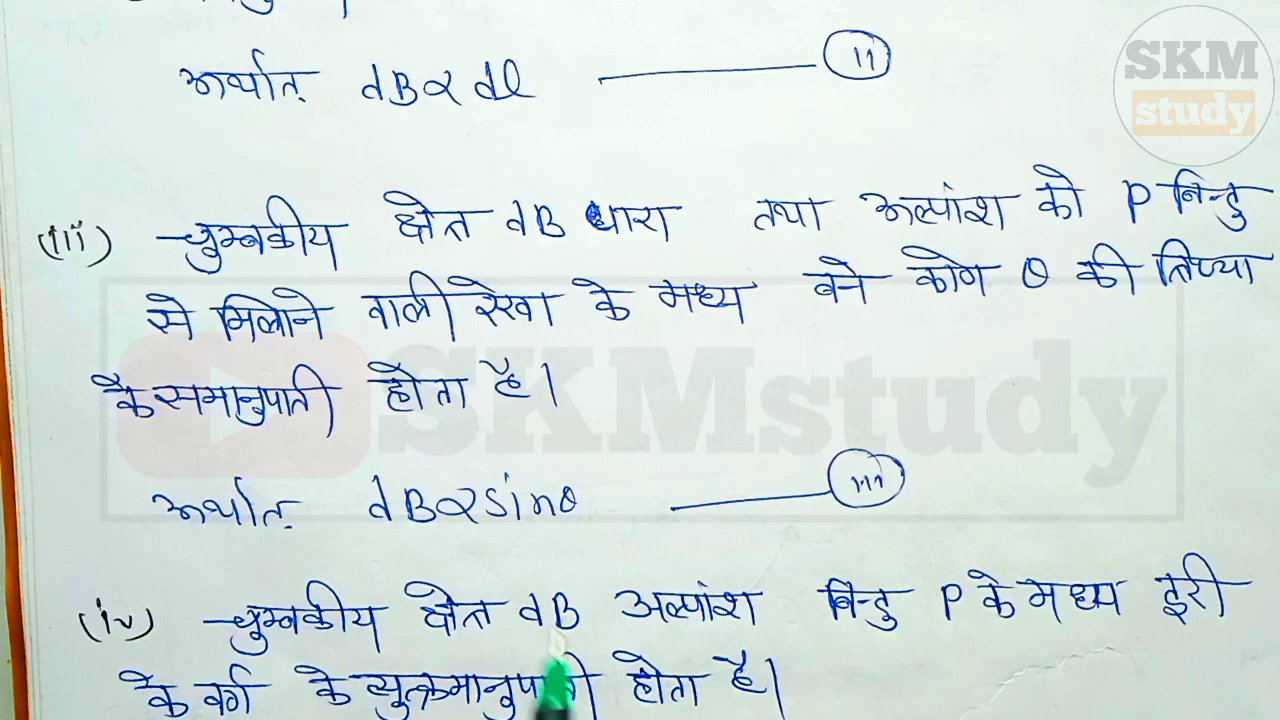 अर्थात् dB∝dl ——— (ii)
SKM
study
(iii) चुम्बकीय क्षेत्र dB धारा तथा अल्पांश को P बिन्दु
से मिलाने वाली रेखा के मध्य बने कोण θ की त्रिज्या
के समानुपाती होता है।
SKMstudy
अर्थात् dB∝sinθ ——— (iii)
(iv) चुम्बकीय क्षेत्र dB अल्पांश बिन्दु P के मध्य दूरी
के वर्ग के व्युत्क्रमानुपाती होता है।